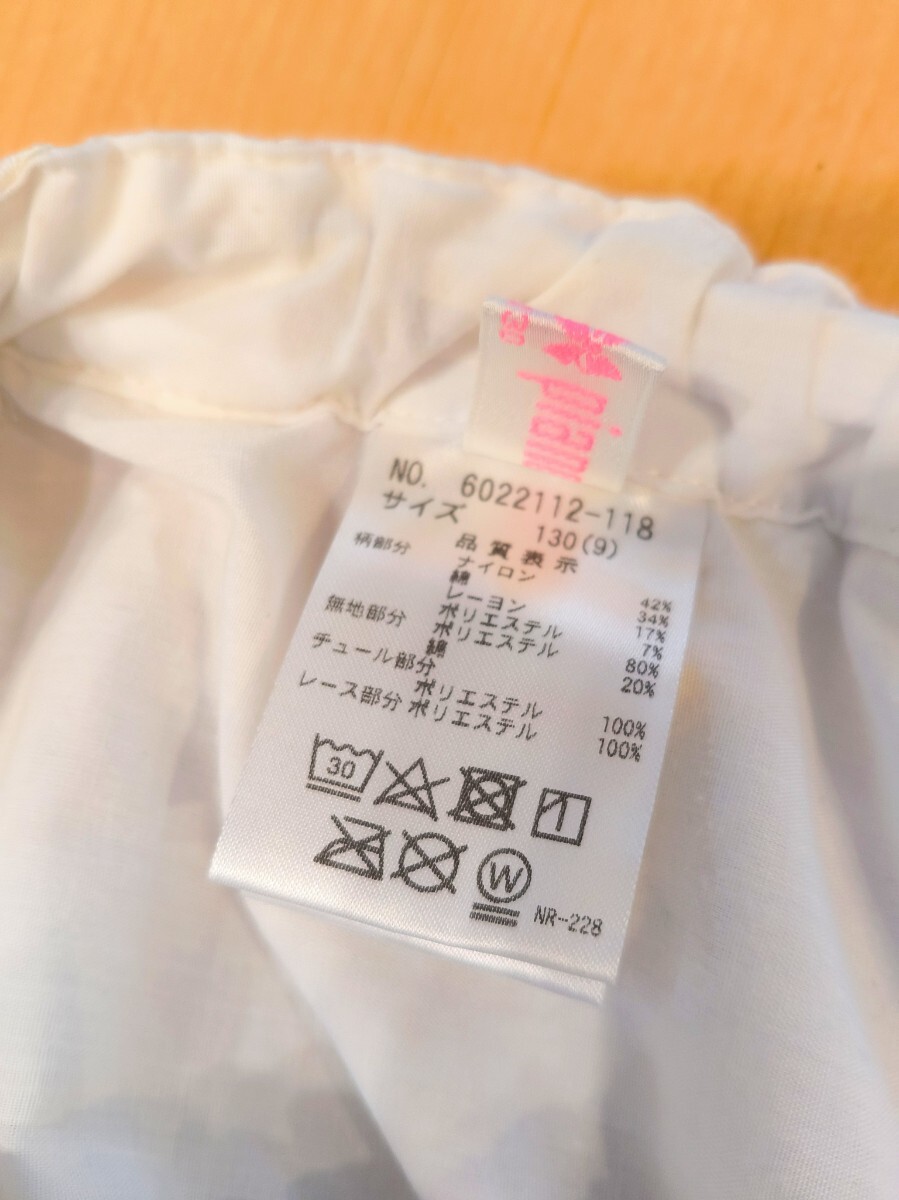 30
NO. 6022112-118
サイズ 130(9)
品質表示
柄部分 ナイロン 42%
綿 34%
レーヨン 17%
ポリエステル 7%
無地部分 ポリエステル 80%
綿 20%
チュール部分
ポリエステル 100%
レース部分 ポリエステル 100%
30
W
NR-228